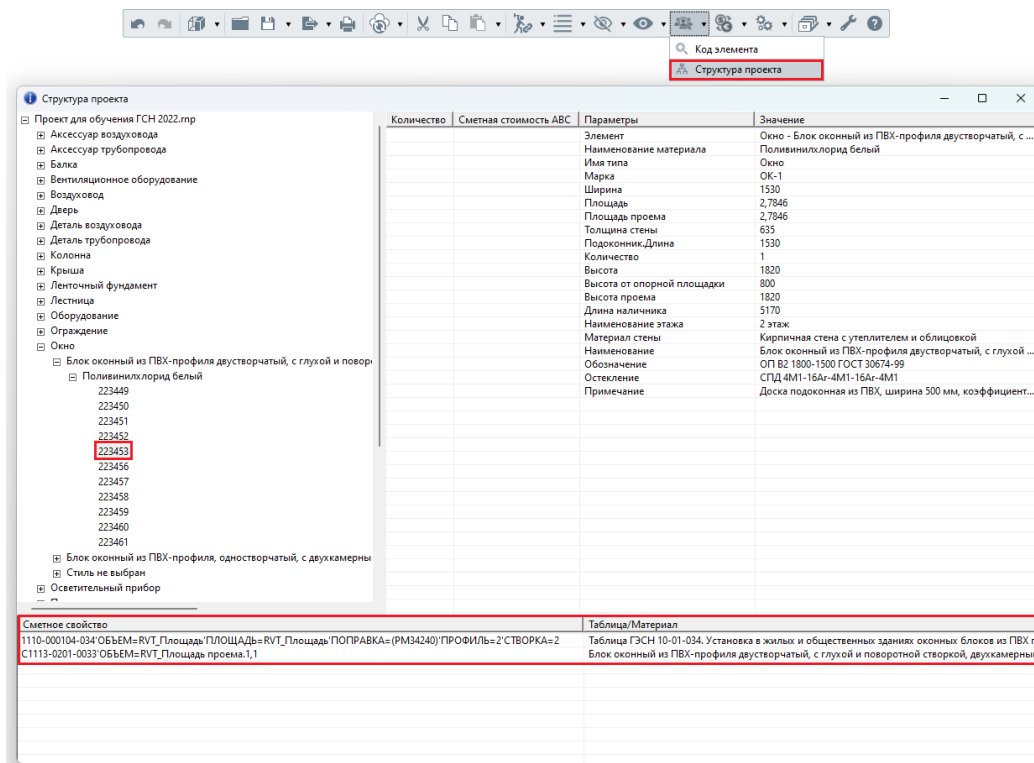 Код элемента
Структура проекта
Структура проекта
Проект для обучения ГСН 2022.rnp
Аксессуар воздуховода
Аксессуар трубопровода
Балка
Вентиляционное оборудование
Воздуховод
Дверь
Деталь воздуховода
Деталь трубопровода
Колонна
Крыша
Ленточный фундамент
Лестница
Оборудование
Ограждение
Окно
Блок оконный из ПВХ-профиля двустворчатый, с глухой и поворо
Поливинилхлорид белый
223449
223450
223451
223452
223453
223456
223457
223458
223459
223460
223461
Блок оконный из ПВХ-профиля, одностворчатый, с двухкамерны
Стиль не выбран
Осветительный прибор
Количество Сметная стоимость ABC Параметры Значение
Элемент Окно - Блок оконный из ПВХ-профиля двустворчатый, с ...
Наименование материала Поливинилхлорид белый
Имя типа Окно
Марка ОК-1
Ширина 1530
Площадь 2,7846
Площадь проема 2,7846
Толщина стены 635
Подоконник.Длина 1530
Количество 1
Высота 1820
Высота от опорной площадки 800
Высота проема 1820
Длина наличника 5170
Наименование этажа 2 этаж
Материал стены Кирпичная стена с утеплителем и облицовкой
Наименование Блок оконный из ПВХ-профиля двустворчатый, с глухой ...
Обозначение ОП В2 1800-1500 ГОСТ 30674-99
Остекление СПД 4М1-16Ar-4М1-16Ar-4М1
Примечание Доска подоконная из ПВХ, ширина 500 мм, коэффициент...
Сметное свойство Таблица/Материал
1110-000104-034'ОБЪЕМ=RVT_Площадь'ПЛОЩАДЬ=RVT_Площадь'ПОПРАВКА=(РМ34240)'ПРОФИЛЬ=2'СТВОРКА=2 Таблица ГЭСН 10-01-034. Установка в жилых и общественных зданиях оконных блоков из ПВХ п
С1113-0201-0033'ОБЪЕМ=RVT_Площадь проема.1,1 Блок оконный из ПВХ-профиля двустворчатый, с глухой и поворотной створкой, двухкамерны